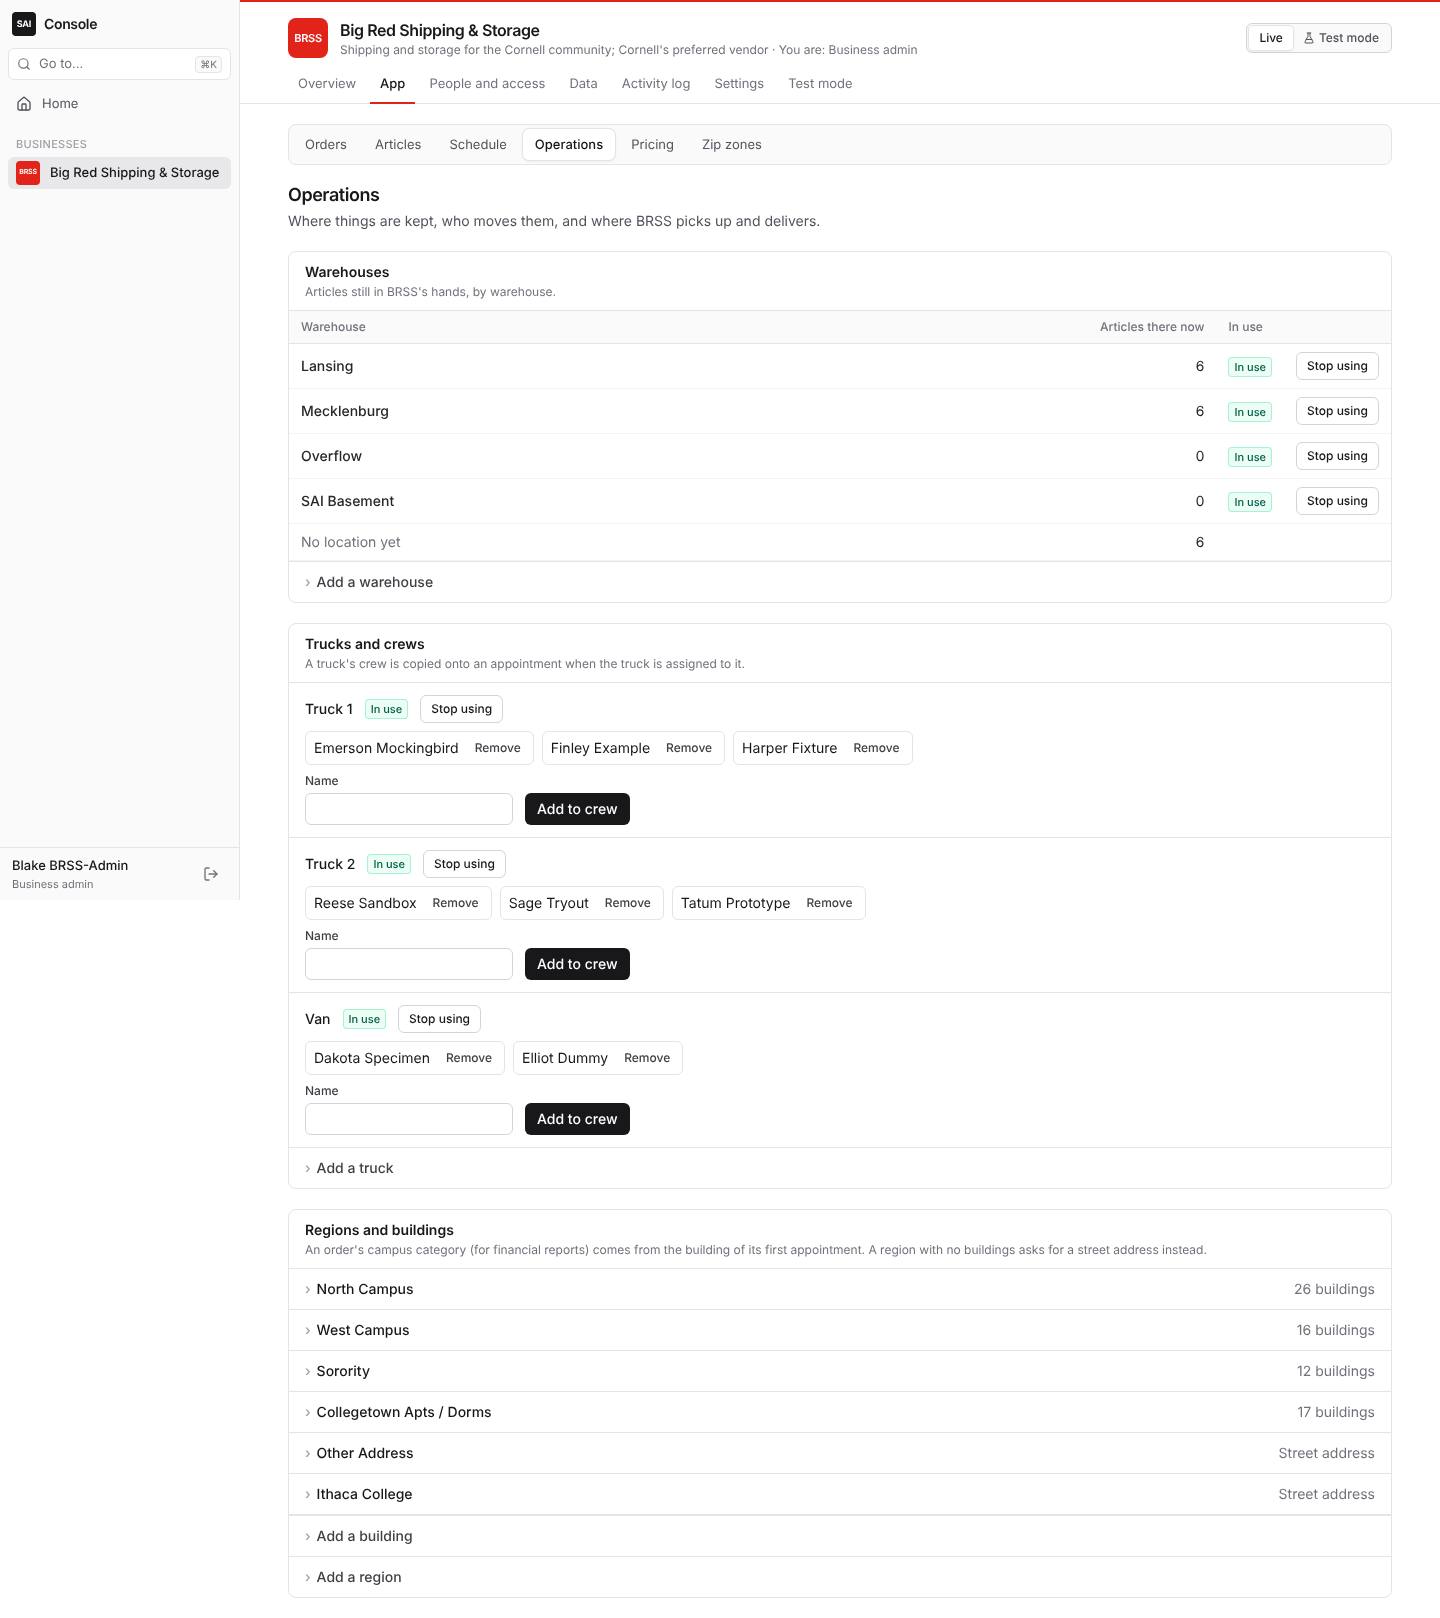 SAI Console
Go to... ⌘K
Home
BUSINESSES
BRSS Big Red Shipping & Storage
Blake BRSS-Admin
Business admin
BRSS
Big Red Shipping & Storage
Shipping and storage for the Cornell community; Cornell's preferred vendor · You are: Business admin
Live Test mode
Overview App People and access Data Activity log Settings Test mode
Orders Articles Schedule Operations Pricing Zip zones
Operations
Where things are kept, who moves them, and where BRSS picks up and delivers.
Warehouses
Articles still in BRSS's hands, by warehouse.
Warehouse Articles there now In use
Lansing 6 In use Stop using
Mecklenburg 6 In use Stop using
Overflow 0 In use Stop using
SAI Basement 0 In use Stop using
No location yet 6
› Add a warehouse
Trucks and crews
A truck's crew is copied onto an appointment when the truck is assigned to it.
Truck 1 In use Stop using
Emerson Mockingbird Remove Finley Example Remove Harper Fixture Remove
Name
Add to crew
Truck 2 In use Stop using
Reese Sandbox Remove Sage Tryout Remove Tatum Prototype Remove
Name
Add to crew
Van In use Stop using
Dakota Specimen Remove Elliot Dummy Remove
Name
Add to crew
› Add a truck
Regions and buildings
An order's campus category (for financial reports) comes from the building of its first appointment. A region with no buildings asks for a street address instead.
› North Campus 26 buildings
› West Campus 16 buildings
› Sorority 12 buildings
› Collegetown Apts / Dorms 17 buildings
› Other Address Street address
› Ithaca College Street address
› Add a building
› Add a region